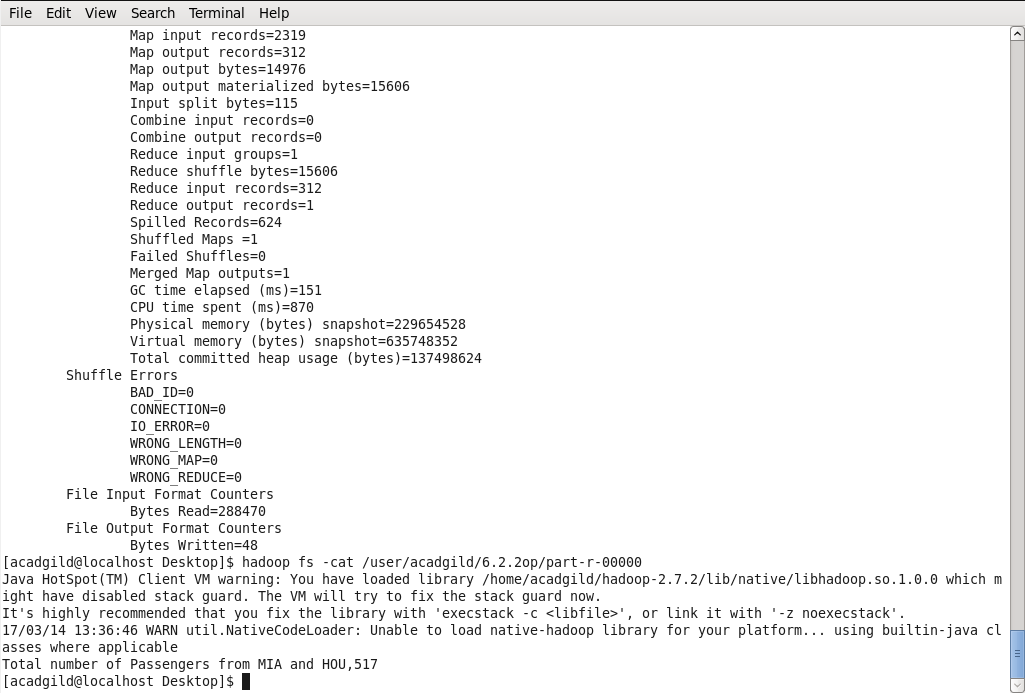 File Edit View Search Terminal Help
Map input records=2319
Map output records=312
Map output bytes=14976
Map output materialized bytes=15606
Input split bytes=115
Combine input records=0
Combine output records=0
Reduce input groups=1
Reduce shuffle bytes=15606
Reduce input records=312
Reduce output records=1
Spilled Records=624
Shuffled Maps =1
Failed Shuffles=0
Merged Map outputs=1
GC time elapsed (ms)=151
CPU time spent (ms)=870
Physical memory (bytes) snapshot=229654528
Virtual memory (bytes) snapshot=635748352
Total committed heap usage (bytes)=137498624
Shuffle Errors
BAD_ID=0
CONNECTION=0
IO_ERROR=0
WRONG_LENGTH=0
WRONG_MAP=0
WRONG_REDUCE=0
File Input Format Counters
Bytes Read=288470
File Output Format Counters
Bytes Written=48
[acadgild@localhost Desktop]$ hadoop fs -cat /user/acadgild/6.2.2op/part-r-00000
Java HotSpot(TM) Client VM warning: You have loaded library /home/acadgild/hadoop-2.7.2/lib/native/libhadoop.so.1.0.0 which m
ight have disabled stack guard. The VM will try to fix the stack guard now.
It's highly recommended that you fix the library with 'execstack -c <libfile>', or link it with '-z noexecstack'.
17/03/14 13:36:46 WARN util.NativeCodeLoader: Unable to load native-hadoop library for your platform... using builtin-java cl
asses where applicable
Total number of Passengers from MIA and HOU,517
[acadgild@localhost Desktop]$